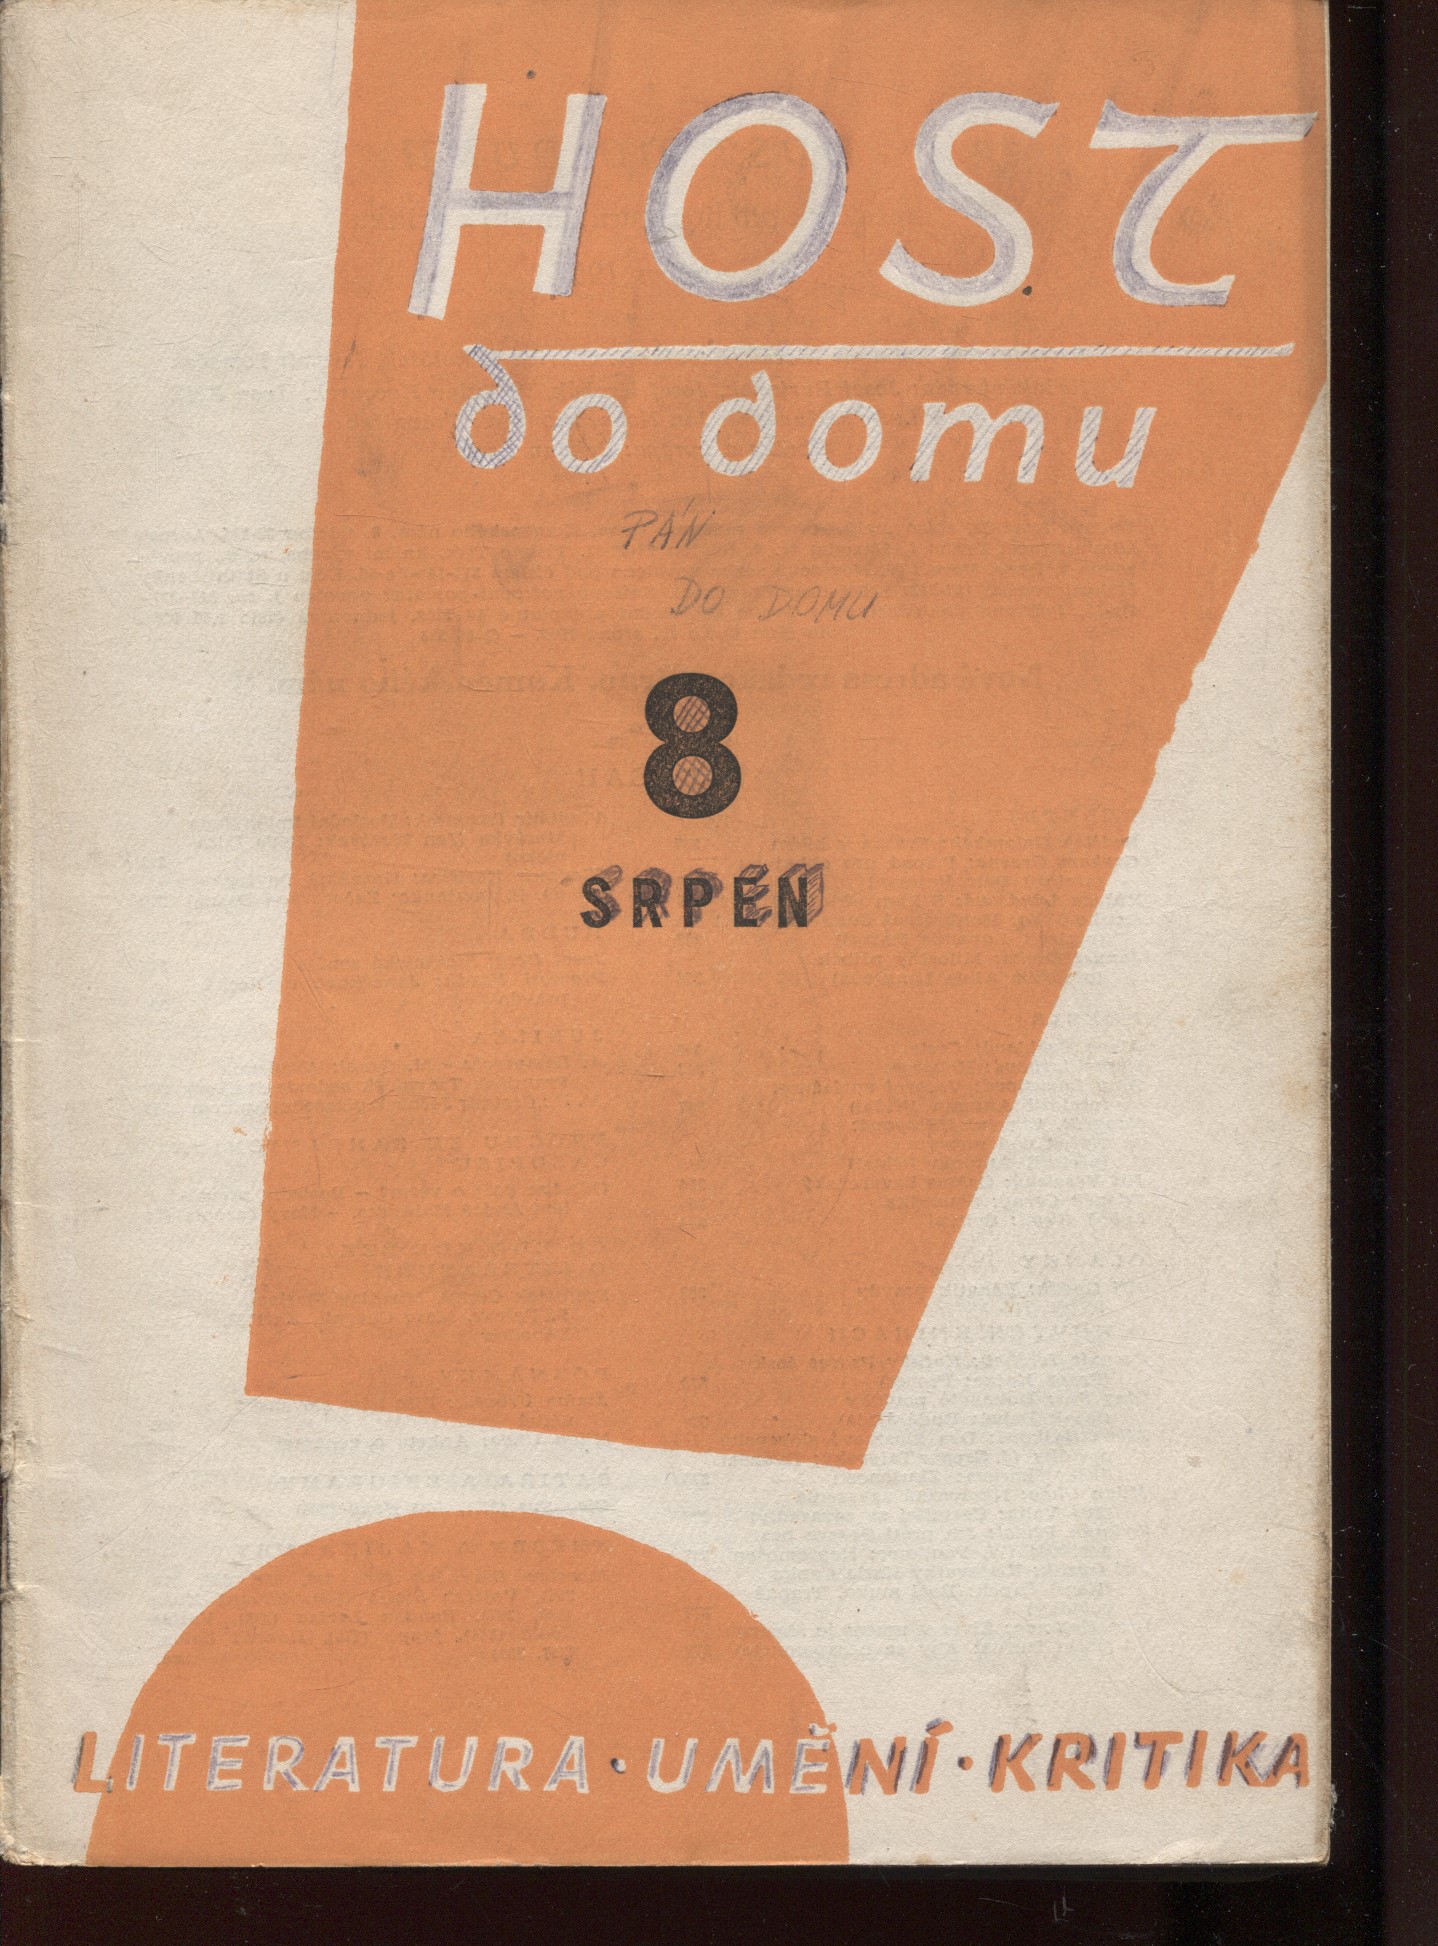 HOST
do domu
PÁN
DO DOMU
8
SRPEN
LITERATURA · UMĚNÍ · KRITIKA